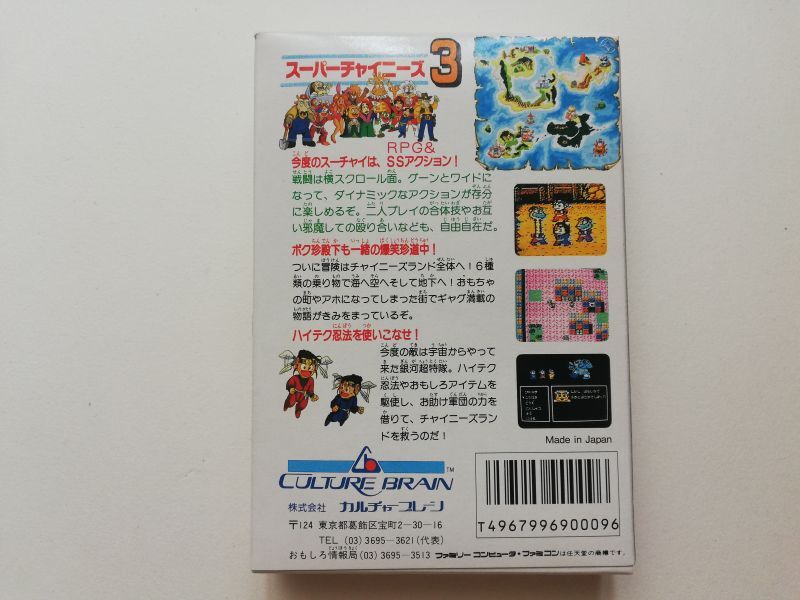 スーパーチャイニーズ3
RPG&
今度のスーチャイは、SSアクション！
戦闘は横スクロール面。グーンとワイドに
なって、ダイナミックなアクションが存分
に楽しめるぞ。二人プレイの合体技やお互
い邪魔しての殴り合いなども、自由自在だ。
ボク珍殿下も一緒の爆笑珍道中！
ついに冒険はチャイニーズランド全体へ！6種
類の乗り物で海へ空へそして地下へ！おもちゃ
の町やアホになってしまった街でギャグ満載の
物語がきみをまっているぞ。
ハイテク忍法を使いこなせ！
今度の敵は宇宙からやって
来た銀河超特隊。ハイテク
忍法やおもしろアイテムを
駆使し、お助け軍団の力を
借りて、チャイニーズラン
ドを救うのだ！
Made in Japan
CULTURE BRAIN TM
株式会社 カルチャーブレーン
〒124 東京都葛飾区宝町2-30-16
TEL (03)3695-3621(代表)
おもしろ情報局(03)3695-3513
ファミリーコンピュータ・ファミコンは任天堂の商標です。
T4967996900096